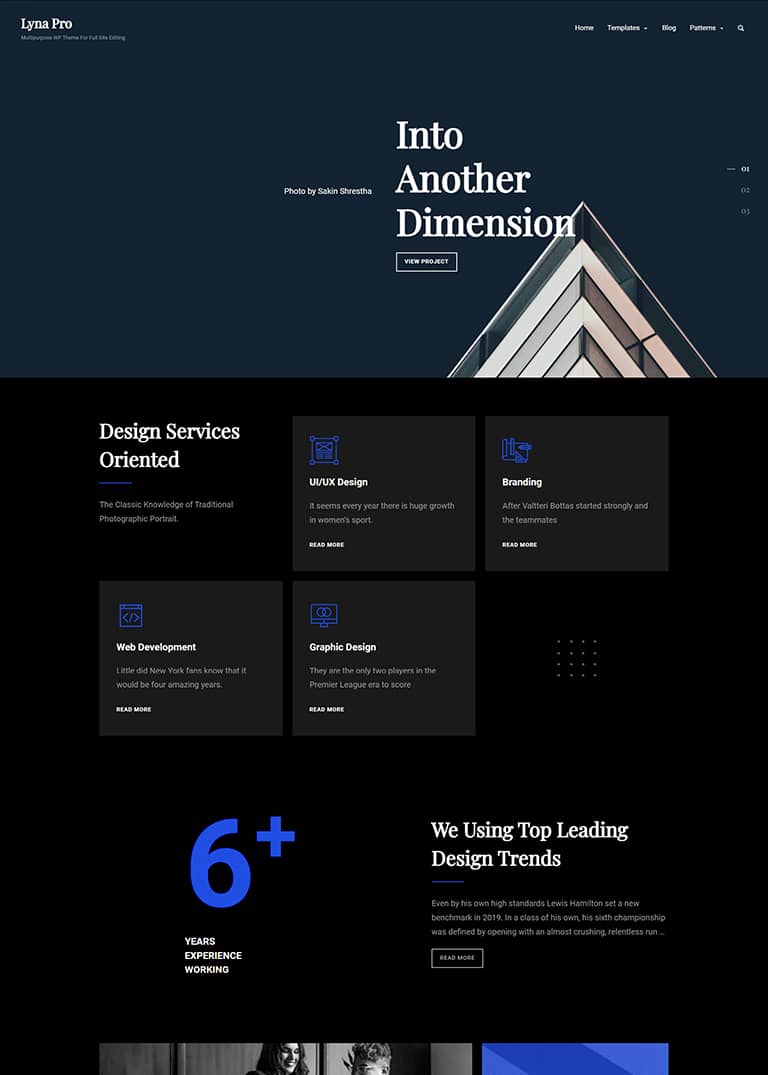 Lyna Pro
Multipurpose WP Theme For Full Site Editing
Home
Templates
Blog
Patterns
Into
Another
Dimension
Photo by Sakin Shrestha
VIEW PROJECT
01
02
03
Design Services
Oriented
The Classic Knowledge of Traditional
Photographic Portrait.
UI/UX Design
It seems every year there is huge growth
in women's sport.
READ MORE
Branding
After Valtteri Bottas started strongly and
the teammates
READ MORE
Web Development
Little did New York fans know that it
would be four amazing years.
READ MORE
Graphic Design
They are the only two players in the
Premier League era to score
READ MORE
6+
YEARS
EXPERIENCE
WORKING
We Using Top Leading
Design Trends
Even by his own high standards Lewis Hamilton set a new
benchmark in 2019. In a class of his own, his sixth championship
was defined by opening with an almost crushing, relentless run ...
READ MORE